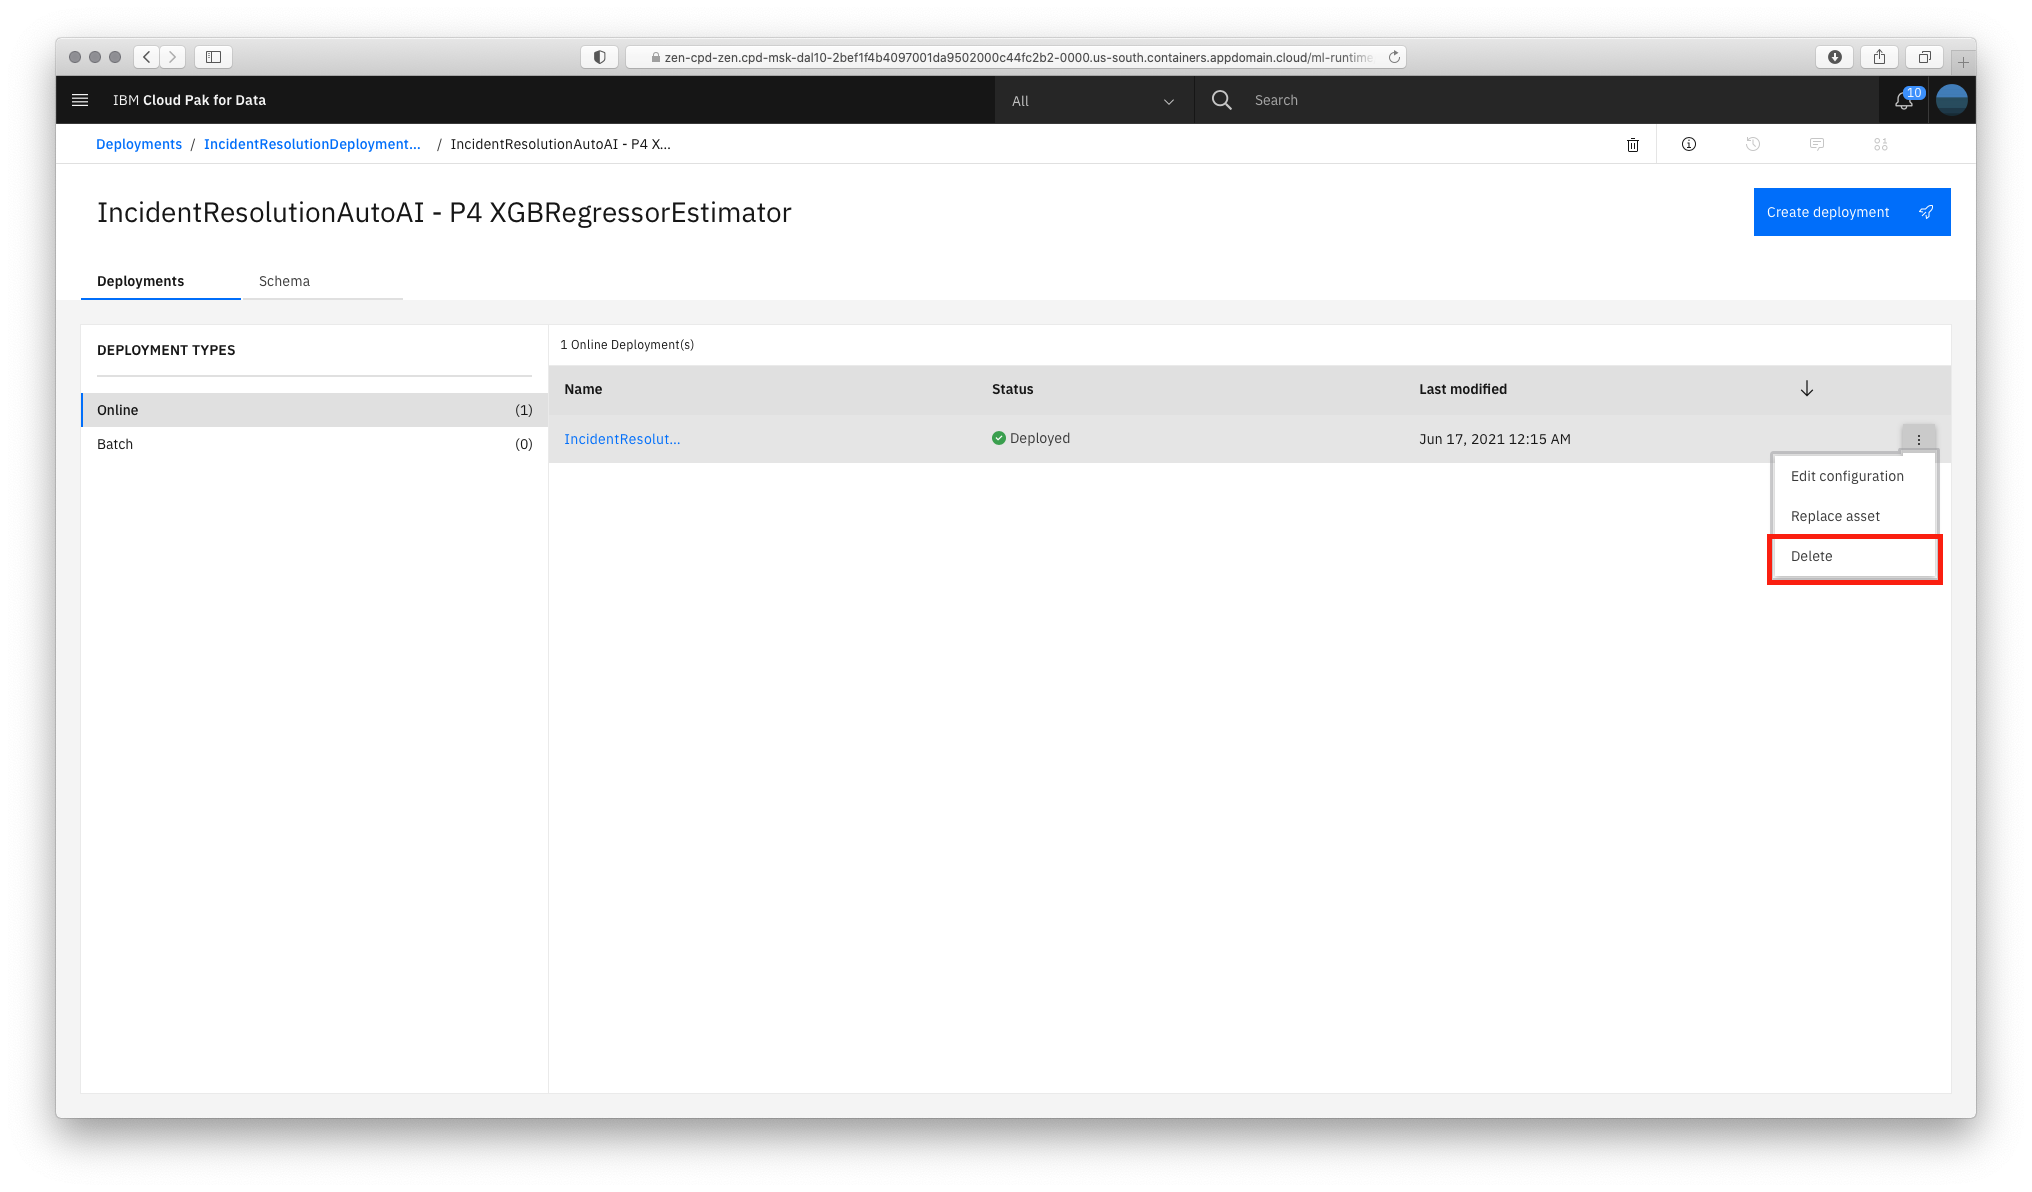 zen-cpd-zen.cpd-msk-dal10-2bef1f4b4097001da9502000c44fc2b2-0000.us-south.containers.appdomain.cloud/ml-runtime
IBM Cloud Pak for Data
All
Search
10
Deployments / IncidentResolutionDeployment... / IncidentResolutionAutoAI - P4 X...
IncidentResolutionAutoAI - P4 XGBRegressorEstimator
Create deployment
Deployments
Schema
DEPLOYMENT TYPES
Online (1)
Batch (0)
1 Online Deployment(s)
Name Status Last modified
IncidentResolut... Deployed Jun 17, 2021 12:15 AM
Edit configuration
Replace asset
Delete